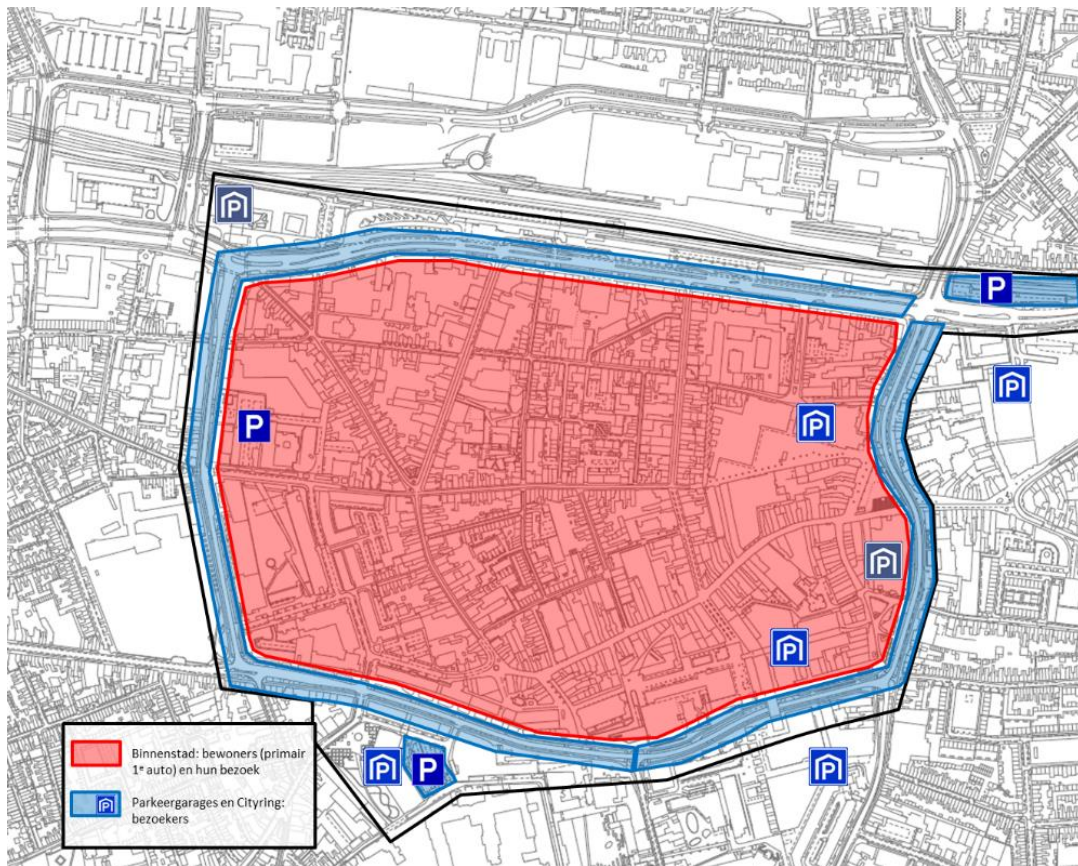 P
P
P
P
P
P
P
P
P
P
Binnenstad: bewoners (primair
1e auto) en hun bezoek
P
Parkeergarages en Cityring:
bezoekers